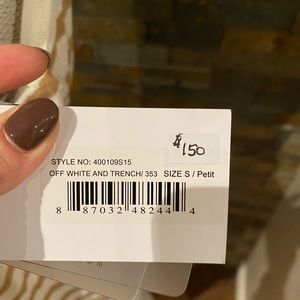 $150
STYLE NO: 400109S15
OFF WHITE AND TRENCH/ 353 SIZE S / Petit
8 87032 48244 4